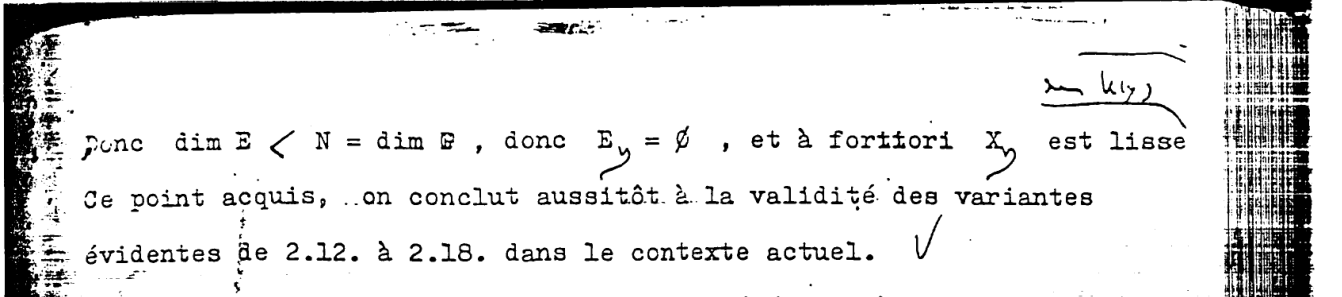 sur k(y)
Donc dim E < N = dim G , donc E_y = ∅ , et à fortiori X_y est lisse
Ce point acquis, on conclut aussitôt à la validité des variantes
évidentes de 2.12. à 2.18. dans le contexte actuel. √